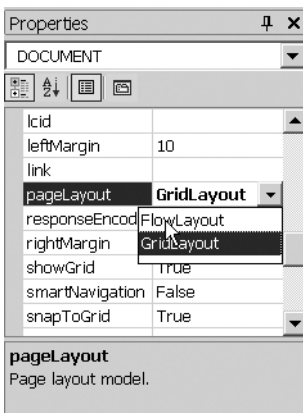 Properties
DOCUMENT
lcid
leftMargin 10
link
pageLayout GridLayout
responseEncod FlowLayout
rightMargin GridLayout
showGrid True
smartNavigation False
snapToGrid True
pageLayout
Page layout model.